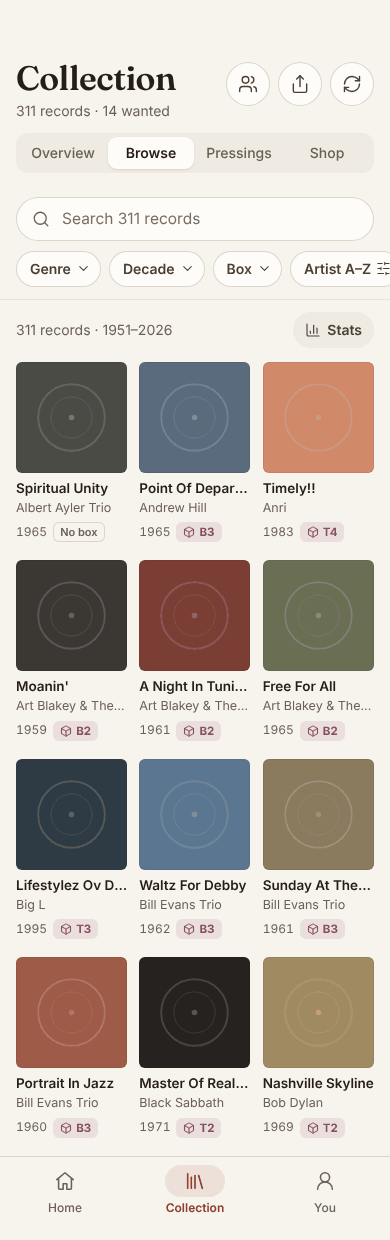 Collection
311 records · 14 wanted
Overview Browse Pressings Shop
Search 311 records
Genre Decade Box Artist A–Z
311 records · 1951–2026 Stats
Spiritual Unity Point Of Depar... Timely!!
Albert Ayler Trio Andrew Hill Anri
1965 No box 1965 B3 1983 T4
Moanin' A Night In Tuni... Free For All
Art Blakey & The... Art Blakey & The... Art Blakey & The...
1959 B2 1961 B2 1965 B2
Lifestylez Ov D... Waltz For Debby Sunday At The...
Big L Bill Evans Trio Bill Evans Trio
1995 T3 1962 B3 1961 B3
Portrait In Jazz Master Of Real... Nashville Skyline
Bill Evans Trio Black Sabbath Bob Dylan
1960 B3 1971 T2 1969 T2
Home Collection You